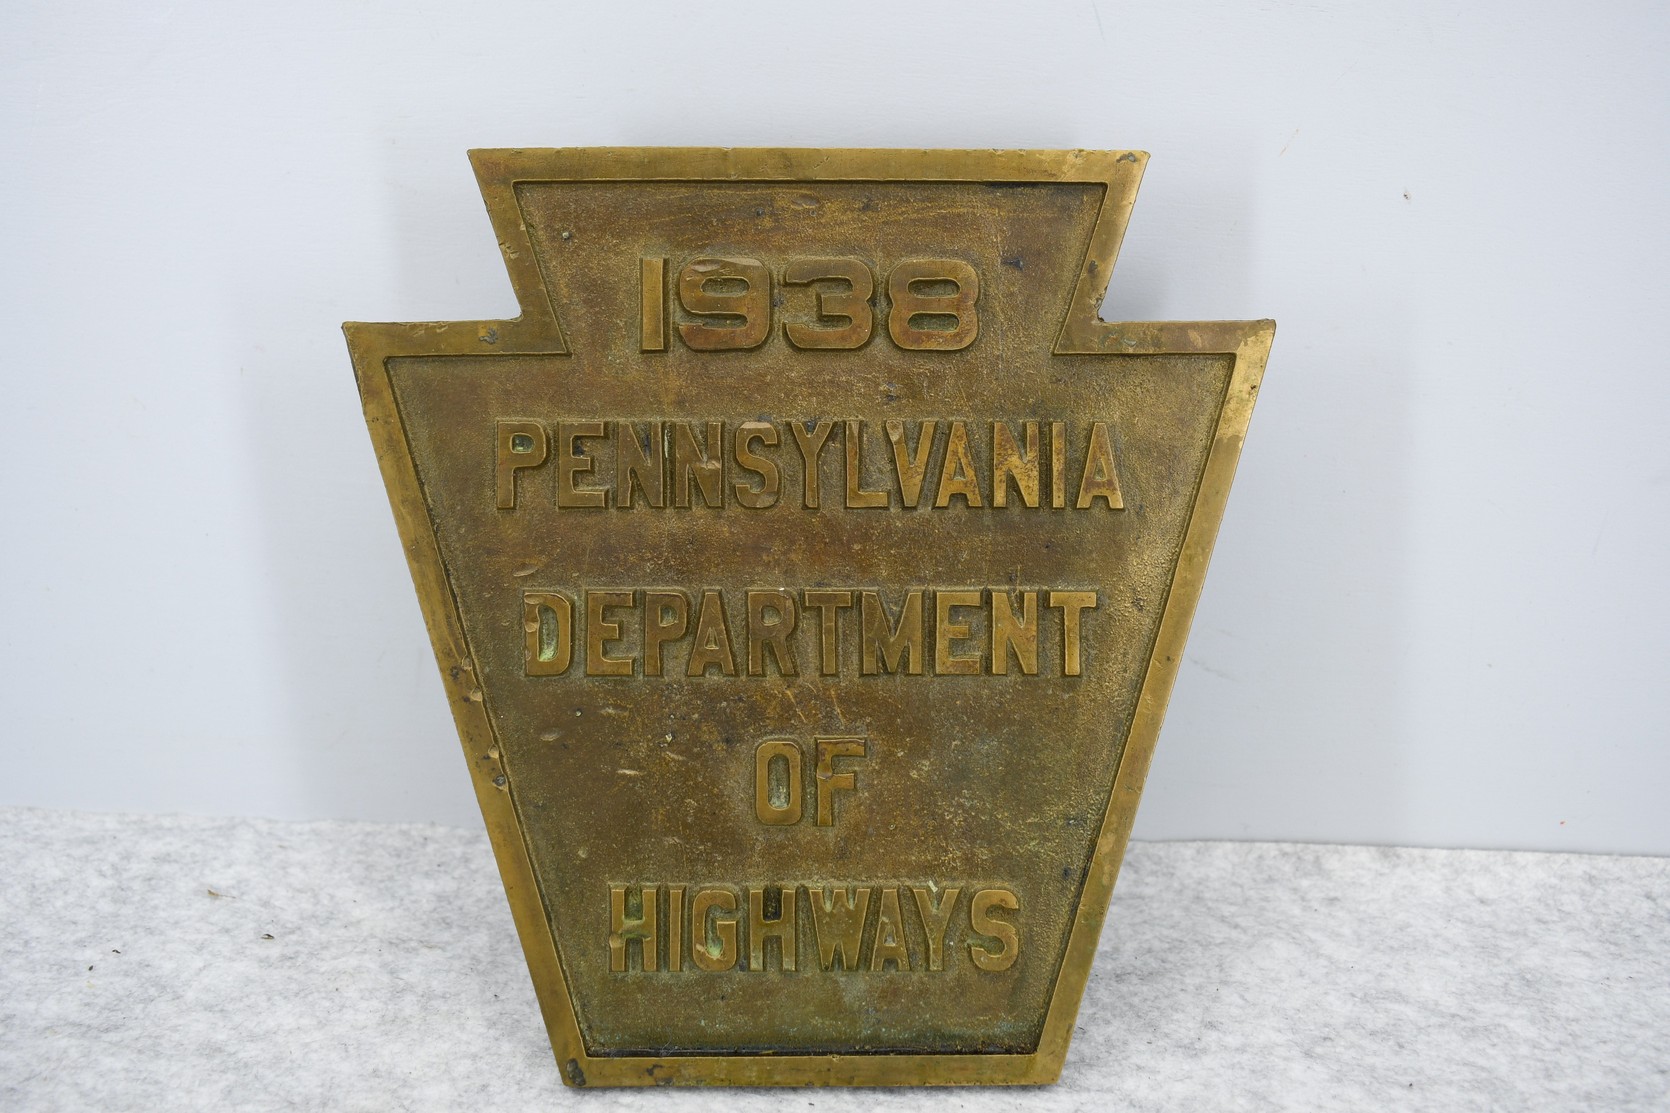 1938
PENNSYLVANIA
DEPARTMENT
OF
HIGHWAYS